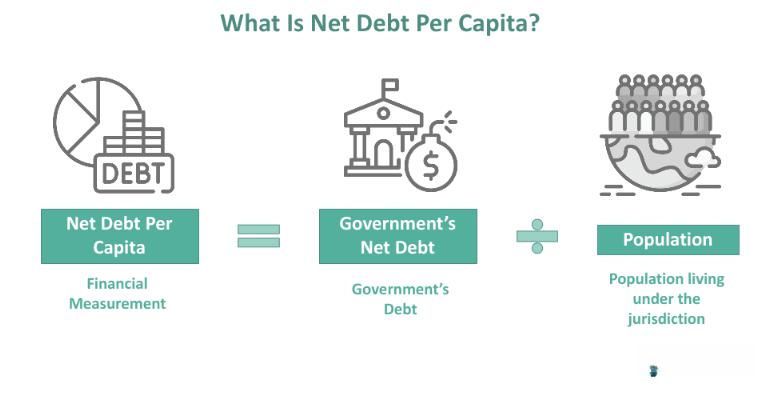 What Is Net Debt Per Capita?
DEBT
$
Net Debt Per
Capita
=
Government's
Net Debt
÷
Population
Financial
Measurement
Government's
Debt
Population living
under the
jurisdiction